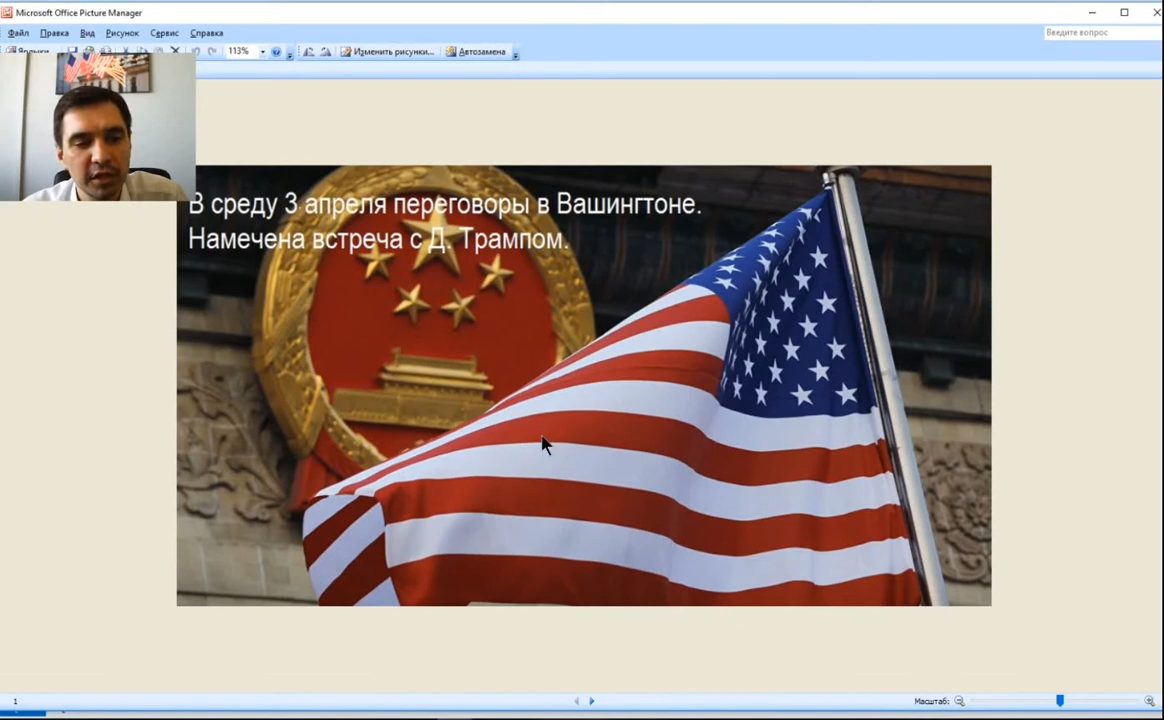 Microsoft Office Picture Manager
Файл Правка Вид Рисунок Сервис Справка
Введите вопрос
113% Изменить рисунки... Автозамена
В среду 3 апреля переговоры в Вашингтоне.
Намечена встреча с Д. Трампом.
1
Масштаб: